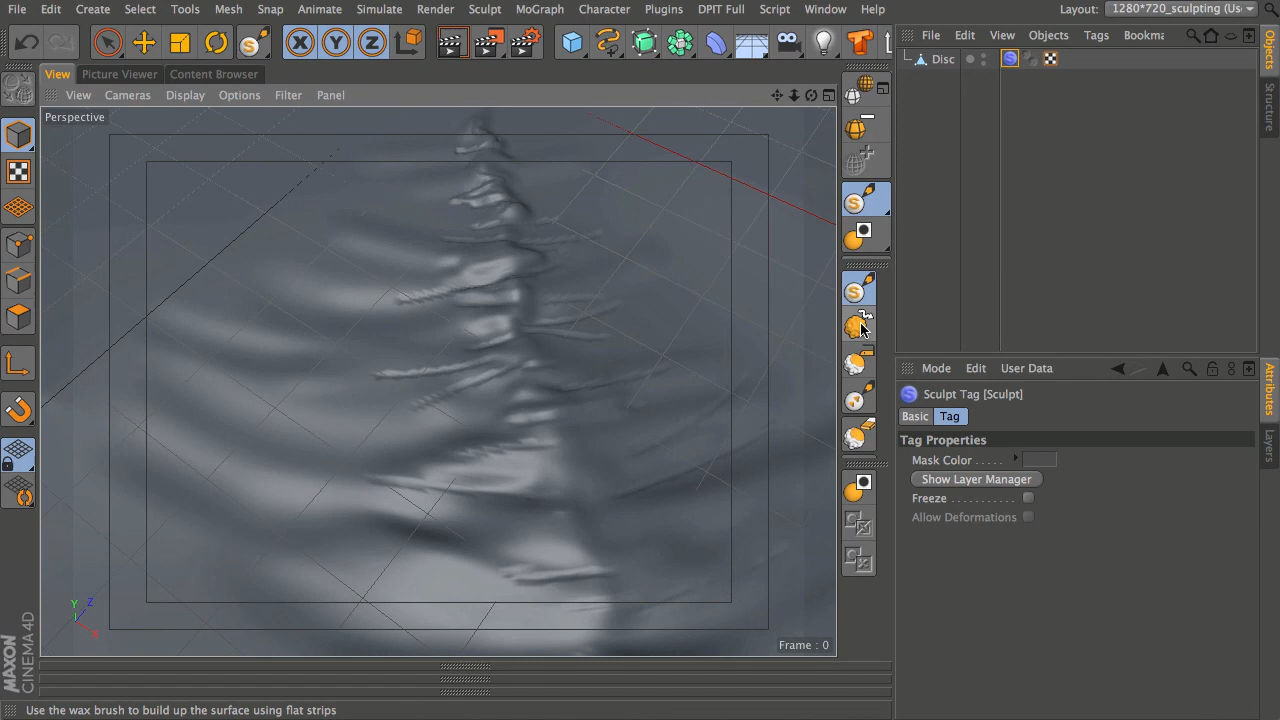 File Edit Create Select Tools Mesh Snap Animate Simulate Render Sculpt MoGraph Character Plugins DPIT Full Script Window Help Layout: 1280*720_sculpting (Us
X Y Z
View Picture Viewer Content Browser
View Cameras Display Options Filter Panel
Perspective
Y Z
X
Frame : 0
MAXON
CINEMA 4D
Use the wax brush to build up the surface using flat strips
File Edit View Objects Tags Bookma
Disc
Objects
Structure
Mode Edit User Data
Sculpt Tag [Sculpt]
Basic Tag
Tag Properties
Mask Color . . . . .
Show Layer Manager
Freeze . . . . . . . . . . .
Allow Deformations
Attributes
Layers